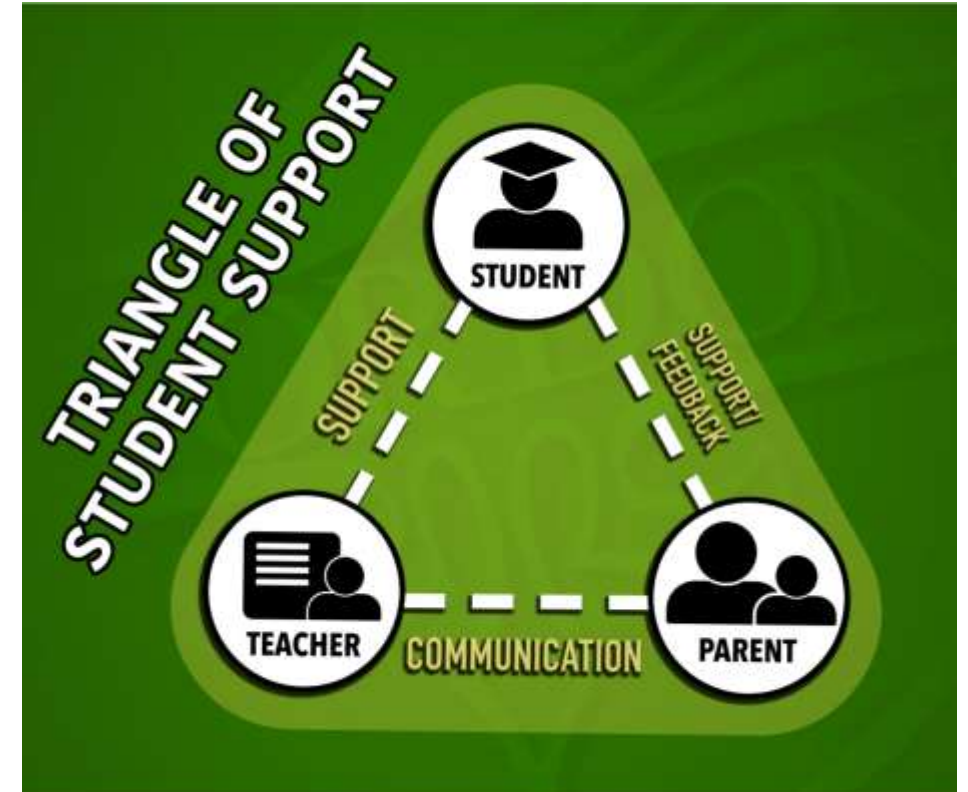 TRIANGLE OF
STUDENT SUPPORT
STUDENT
SUPPORT
SUPPORT/
FEEDBACK
TEACHER
COMMUNICATION
PARENT